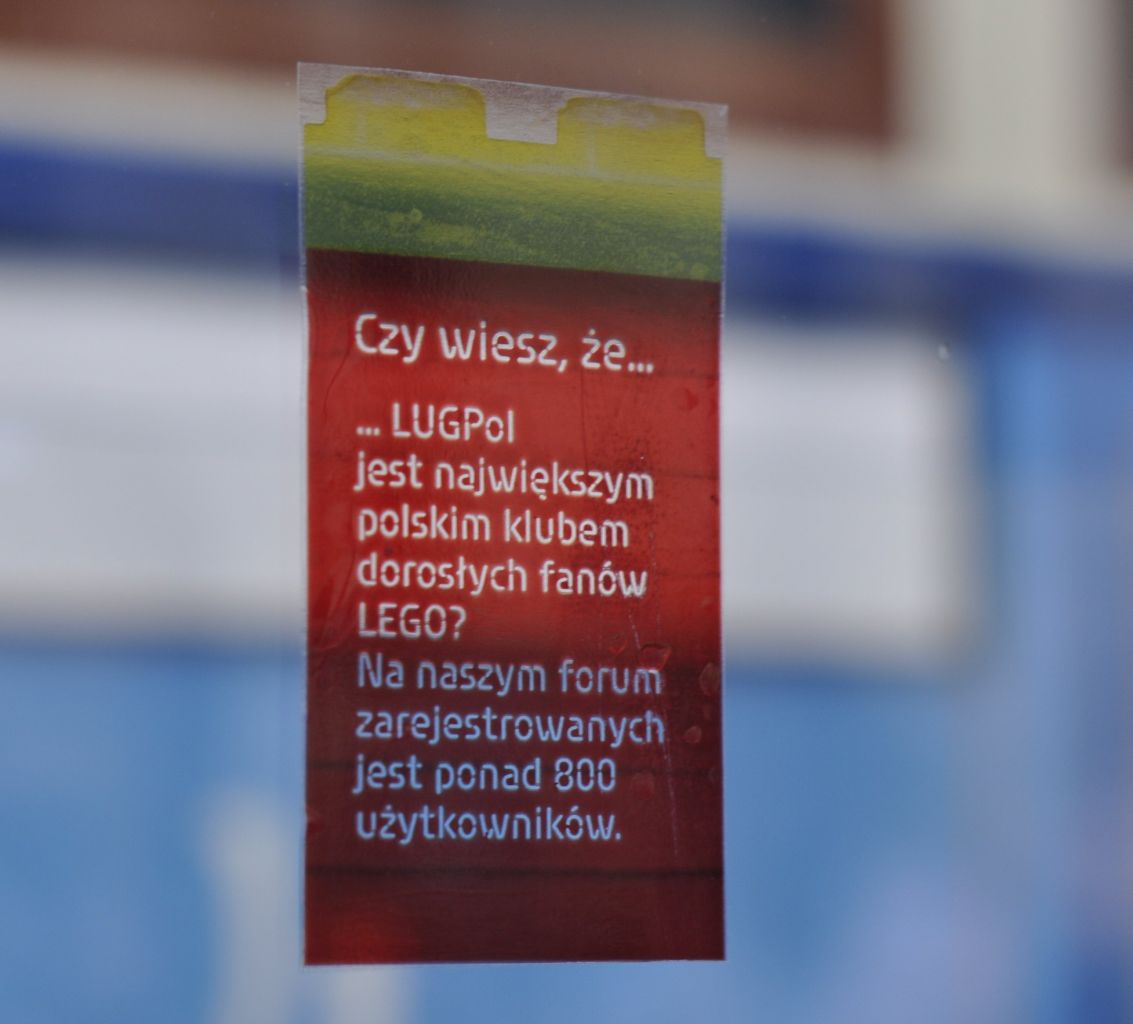 Czy wiesz, że...
... LUGPol
jest największym
polskim klubem
dorosłych fanów
LEGO?
Na naszym forum
zarejestrowanych
jest ponad 800
użytkowników.